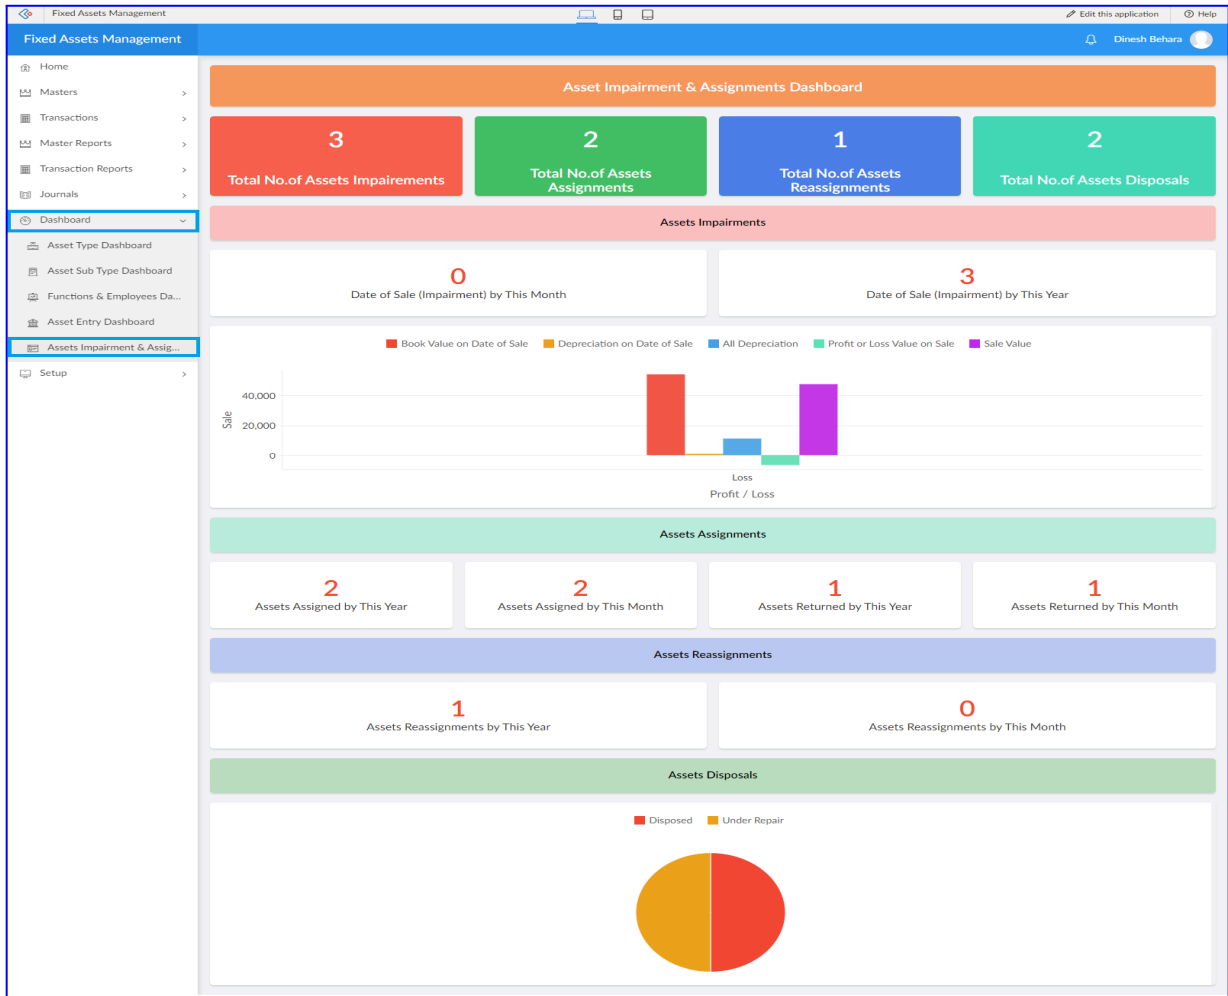 Fixed Assets Management
Edit this application
Help
Fixed Assets Management
Dinesh Behara
Home
Masters
Transactions
Master Reports
Transaction Reports
Journals
Dashboard
Asset Type Dashboard
Asset Sub Type Dashboard
Functions & Employees Da...
Asset Entry Dashboard
Assets Impairment & Assig...
Setup
Asset Impairment & Assignments Dashboard
3
Total No.of Assets Impairements
2
Total No.of Assets
Assignments
1
Total No.of Assets
Reassignments
2
Total No.of Assets Disposals
Assets Impairments
0
Date of Sale (Impairment) by This Month
3
Date of Sale (Impairment) by This Year
Book Value on Date of Sale
Depreciation on Date of Sale
All Depreciation
Profit or Loss Value on Sale
Sale Value
40,000
20,000
0
Sale
Loss
Profit / Loss
Assets Assignments
2
Assets Assigned by This Year
2
Assets Assigned by This Month
1
Assets Returned by This Year
1
Assets Returned by This Month
Assets Reassignments
1
Assets Reassignments by This Year
0
Assets Reassignments by This Month
Assets Disposals
Disposed
Under Repair